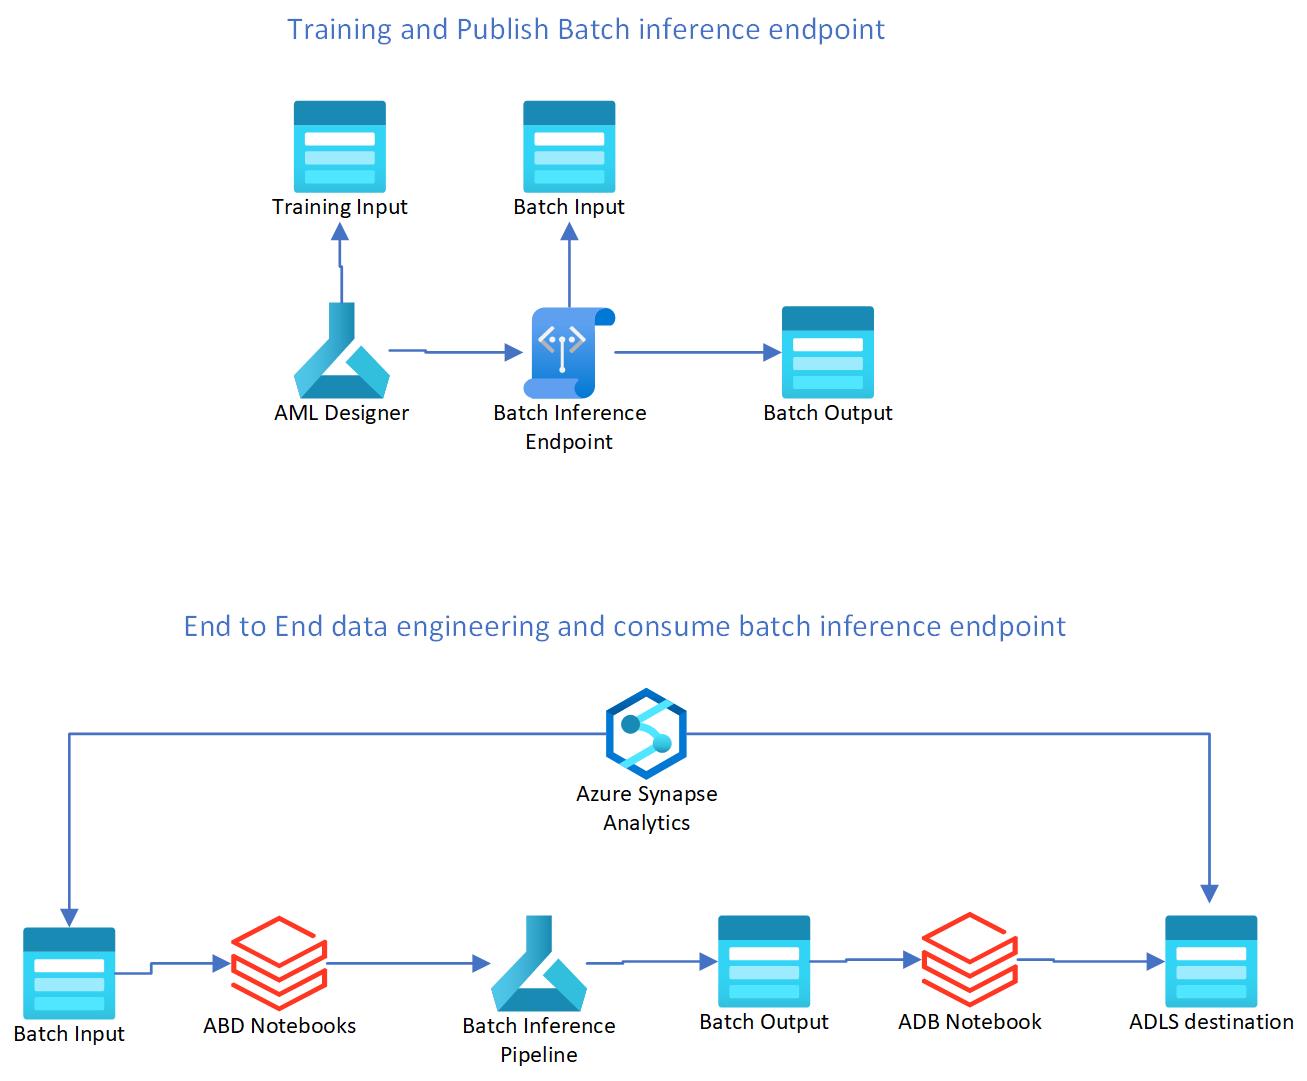 Training and Publish Batch inference endpoint
Training Input
Batch Input
AML Designer
Batch Inference
Endpoint
Batch Output
End to End data engineering and consume batch inference endpoint
Azure Synapse
Analytics
Batch Input
ABD Notebooks
Batch Inference
Pipeline
Batch Output
ADB Notebook
ADLS destination